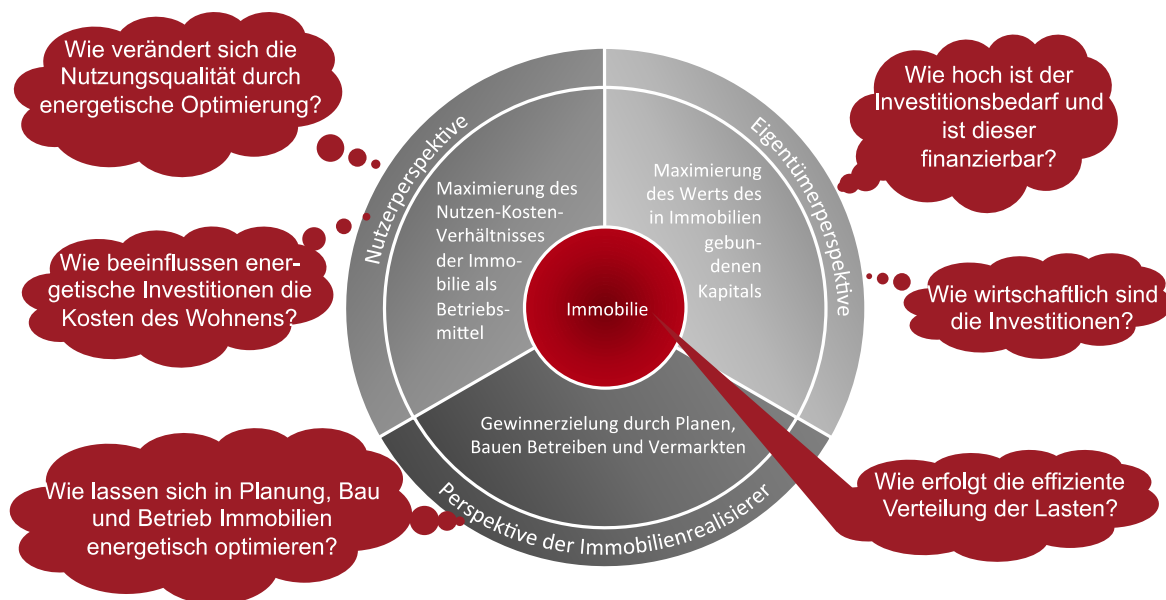 Wie verändert sich die
Nutzungsqualität durch
energetische Optimierung?
Wie hoch ist der
Investitionsbedarf und
ist dieser
finanzierbar?
Nutzerperspektive
Eigentümerperspektive
Maximierung des
Nutzen-Kosten-
Verhältnisses
der Immo-
bilie als
Betriebs-
mittel
Maximierung
des Werts des
in Immobilien
gebun-
denen
Kapitals
Wie beeinflussen ener-
getische Investitionen die
Kosten des Wohnens?
Immobilie
Wie wirtschaftlich sind
die Investitionen?
Gewinnerzielung durch Planen,
Bauen Betreiben und Vermarkten
Perspektive der Immobilienrealisierer
Wie lassen sich in Planung, Bau
und Betrieb Immobilien
energetisch optimieren?
Wie erfolgt die effiziente
Verteilung der Lasten?